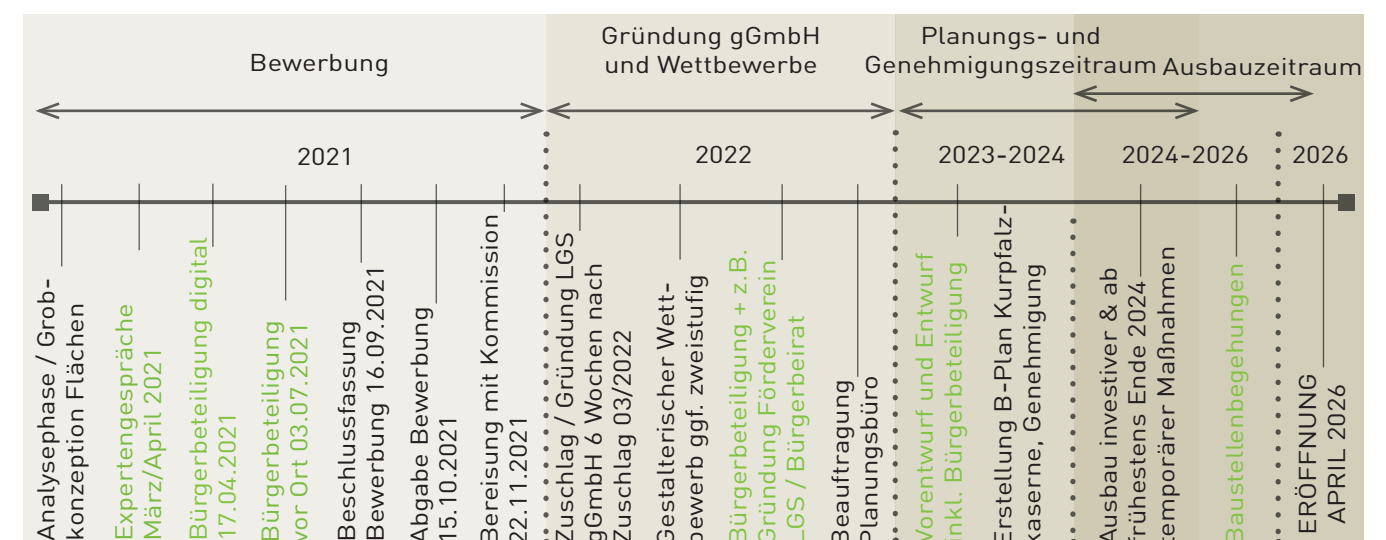 Bewerbung
Gründung gGmbH
und Wettbewerbe
Planungs- und
Genehmigungszeitraum
Ausbauzeitraum
2021
2022
2023-2024
2024-2026
2026
Analysephase / Grob-
konzeption Flächen
Expertengespräche
März/April 2021
Bürgerbeteiligung digital
17.04.2021
Bürgerbeteiligung
vor Ort 03.07.2021
Beschlussfassung
Bewerbung 16.09.2021
Abgabe Bewerbung
15.10.2021
Bereisung mit Kommission
22.11.2021
Zuschlag / Gründung LGS
gGmbH 6 Wochen nach
Zuschlag 03/2022
Gestalterischer Wett-
bewerb ggf. zweistufig
Bürgerbeteiligung + z.B.
Gründung Förderverein
LGS / Bürgerbeirat
Beauftragung
Planungsbüro
Vorentwurf und Entwurf
inkl. Bürgerbeteiligung
Erstellung B-Plan Kurpfalz-
kaserne, Genehmigung
Ausbau investiver & ab
frühestens Ende 2024
temporärer Maßnahmen
Baustellenbegehungen
ERÖFFNUNG
APRIL 2026